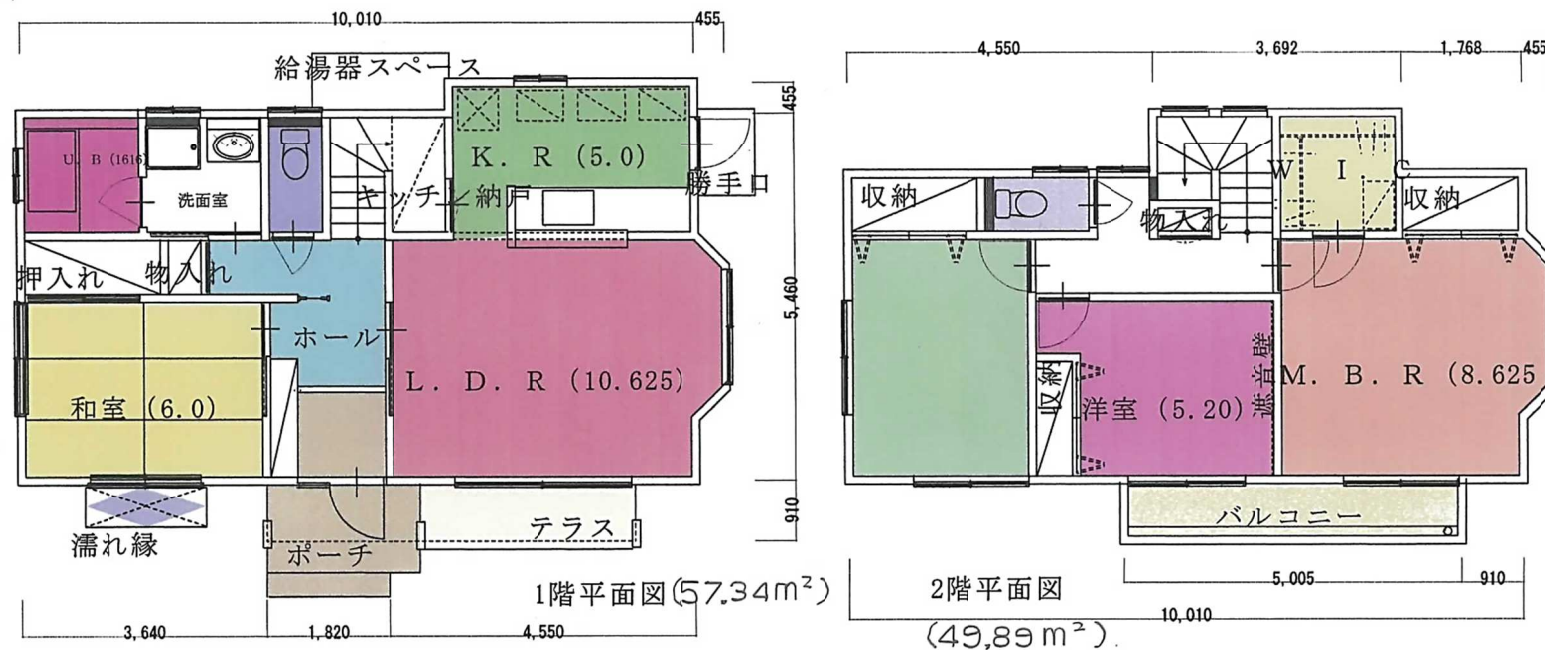 10,010
455
給湯器スペース
455
U. B (1616)
洗面室
K. R (5.0)
キッチン納戸
勝手口
押入れ
物入れ
ホール
5,460
和室 (6.0)
L. D. R (10.625)
910
濡れ縁
ポーチ
テラス
1階平面図(57.34m²)
3,640
1,820
4,550
4,550
3,692
1,768
455
収納
物入れ
W I C
収納
収納
洋室 (5.20)
遮音壁
M. B. R (8.625
バルコニー
5,005
910
2階平面図
10,010
(49,89m²).